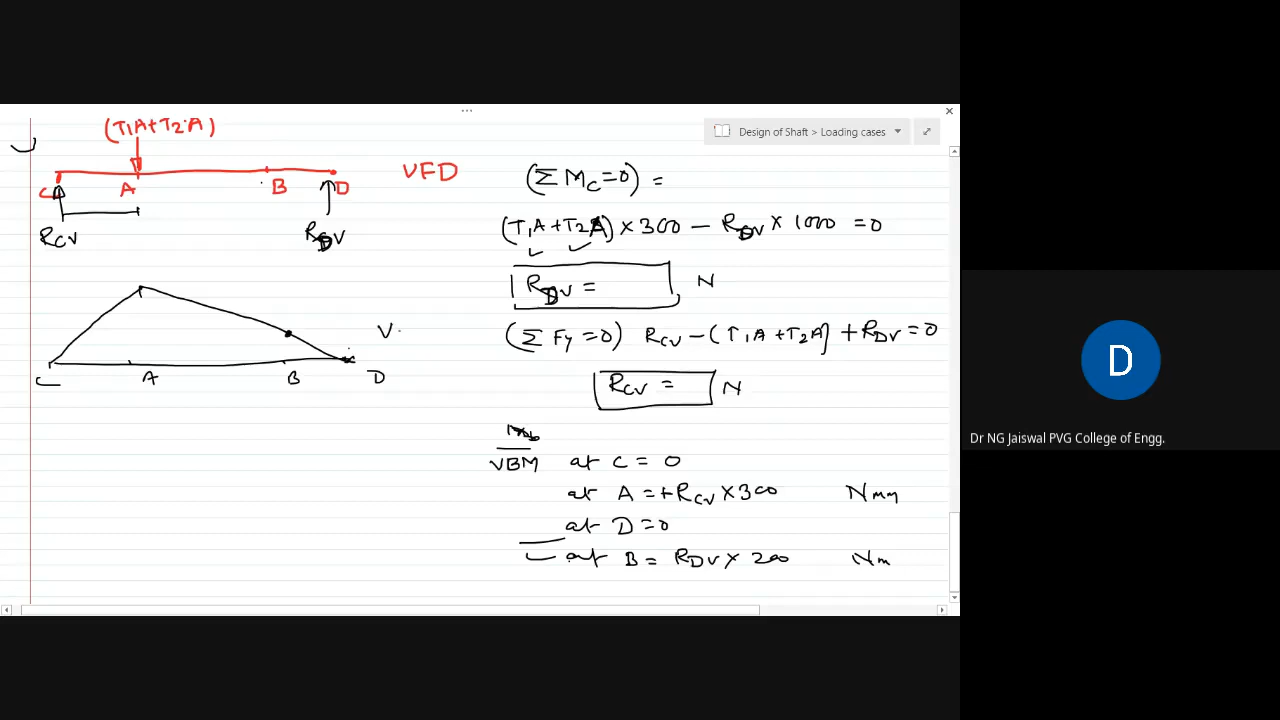 Design of Shaft > Loading cases
(T1A+T2A)
C A B D VFD
RCV RDV
(ΣMC=0) =
(T1A+T2A) × 300 − RDV × 1000 = 0
RDV = N
(ΣFy=0) RCV − (T1A+T2A) + RDV = 0
V
C A B D
RCV = N
VBM at C = 0
at A = +RCV × 300 Nmm
at D = 0
at B = RDV × 200 Nm
D
Dr NG Jaiswal PVG College of Engg.